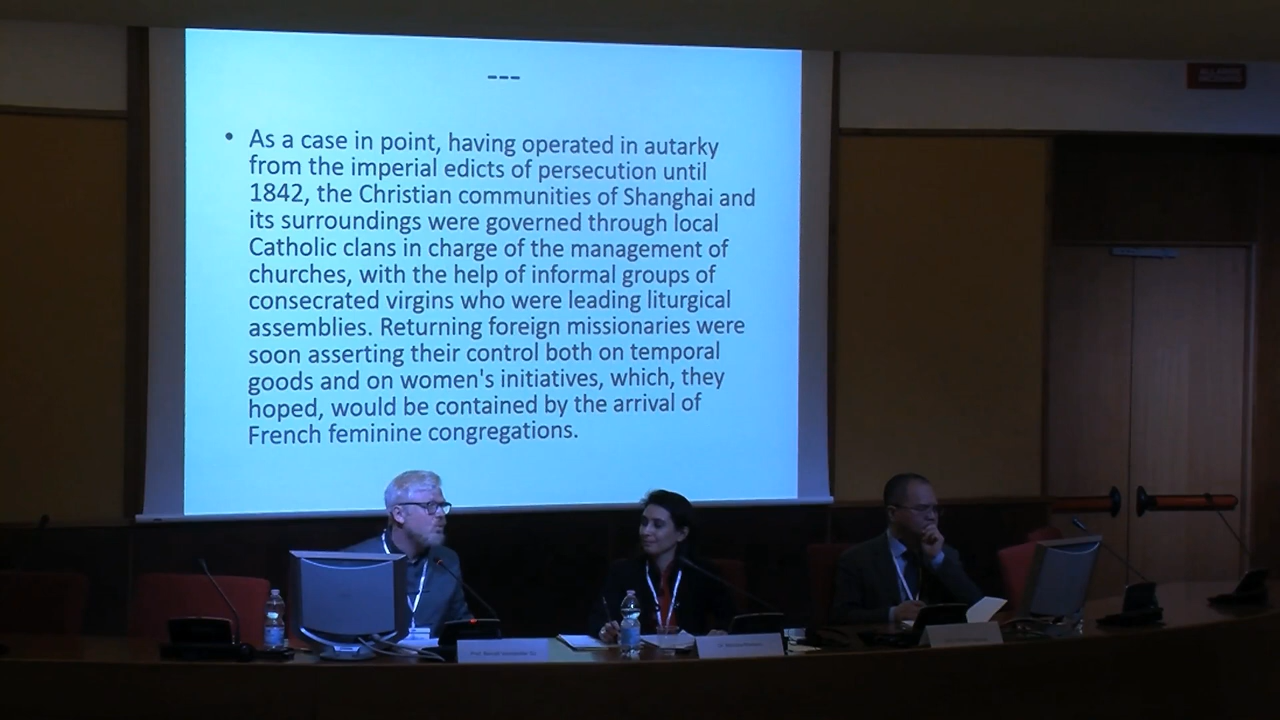 ---
• As a case in point, having operated in autarky
from the imperial edicts of persecution until
1842, the Christian communities of Shanghai and
its surroundings were governed through local
Catholic clans in charge of the management of
churches, with the help of informal groups of
consecrated virgins who were leading liturgical
assemblies. Returning foreign missionaries were
soon asserting their control both on temporal
goods and on women's initiatives, which, they
hoped, would be contained by the arrival of
French feminine congregations.